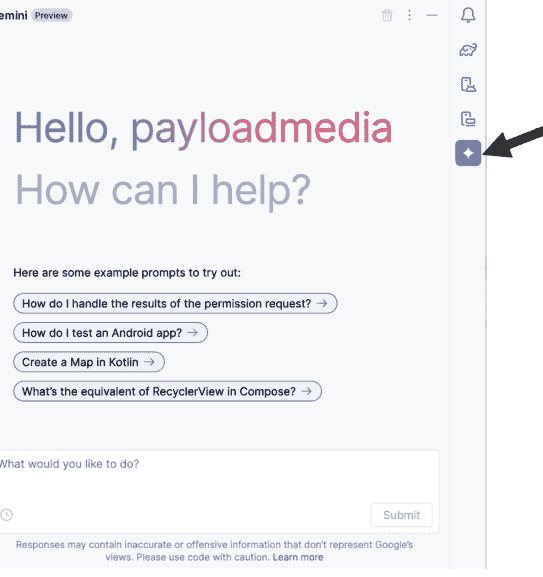 emini Preview
Hello, payloadmedia
How can I help?
Here are some example prompts to try out:
How do I handle the results of the permission request? →
How do I test an Android app? →
Create a Map in Kotlin →
What's the equivalent of RecyclerView in Compose? →
What would you like to do?
Submit
Responses may contain inaccurate or offensive information that don't represent Google's
views. Please use code with caution. Learn more